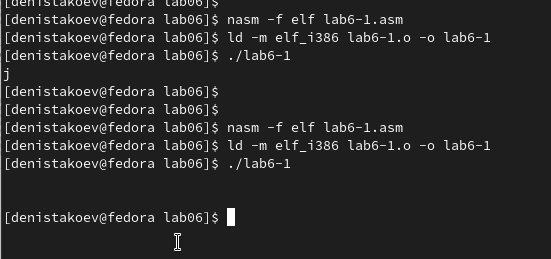 [denistakoev@fedora lab06]$
[denistakoev@fedora lab06]$ nasm -f elf lab6-1.asm
[denistakoev@fedora lab06]$ ld -m elf_i386 lab6-1.o -o lab6-1
[denistakoev@fedora lab06]$ ./lab6-1
j
[denistakoev@fedora lab06]$
[denistakoev@fedora lab06]$
[denistakoev@fedora lab06]$ nasm -f elf lab6-1.asm
[denistakoev@fedora lab06]$ ld -m elf_i386 lab6-1.o -o lab6-1
[denistakoev@fedora lab06]$ ./lab6-1
[denistakoev@fedora lab06]$